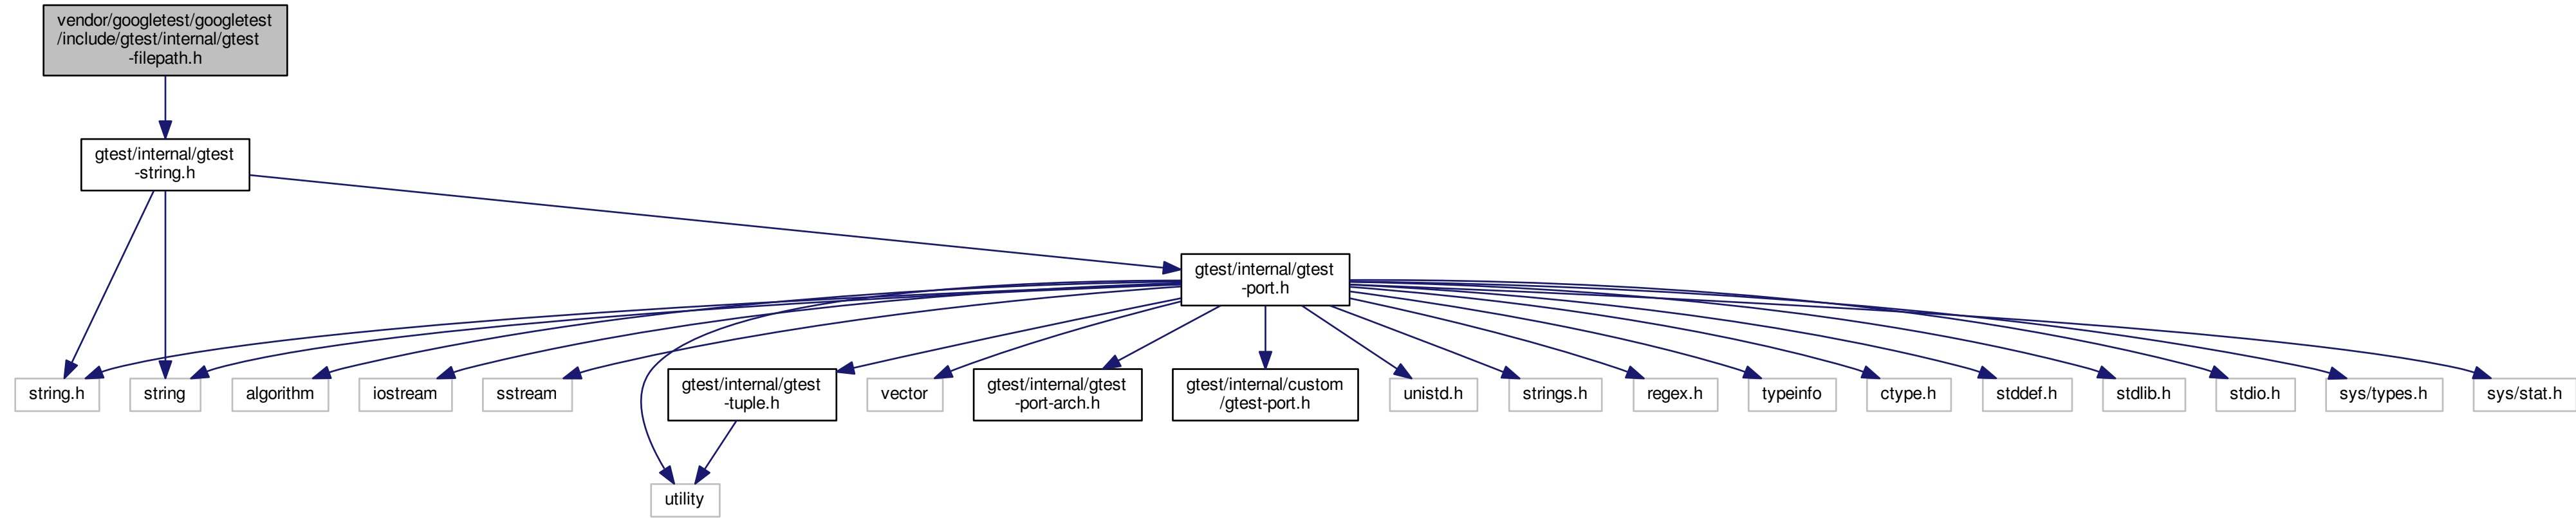 vendor/googletest/googletest
/include/gtest/internal/gtest
-filepath.h
gtest/internal/gtest
-string.h
gtest/internal/gtest
-port.h
string.h
string
algorithm
iostream
sstream
gtest/internal/gtest
-tuple.h
vector
gtest/internal/gtest
-port-arch.h
gtest/internal/custom
/gtest-port.h
unistd.h
strings.h
regex.h
typeinfo
ctype.h
stddef.h
stdlib.h
stdio.h
sys/types.h
sys/stat.h
utility